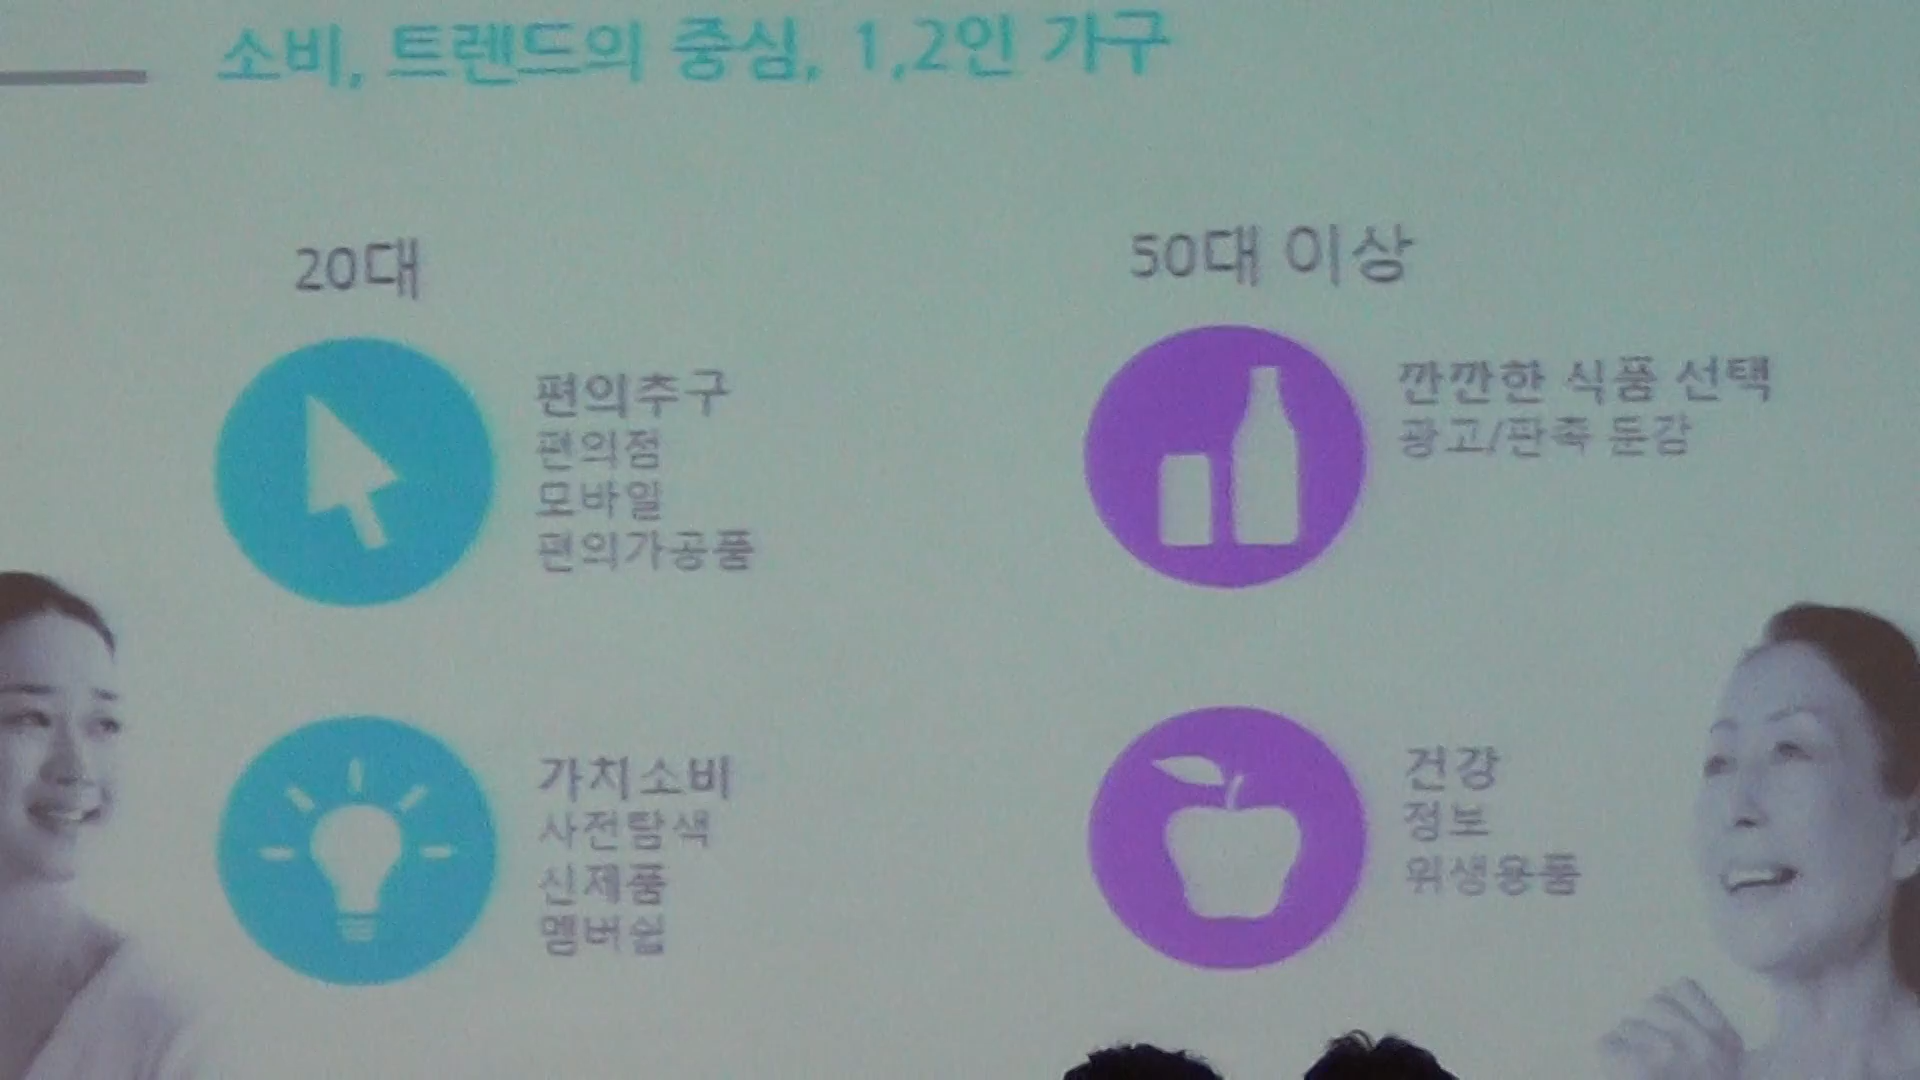 소비, 트렌드의 중심, 1,2인 가구
20대
편의추구
편의점
모바일
편의가공품
가치소비
사전탐색
신제품
멤버쉽
50대 이상
깐깐한 식품 선택
광고/판촉 둔감
건강
정보
위생용품